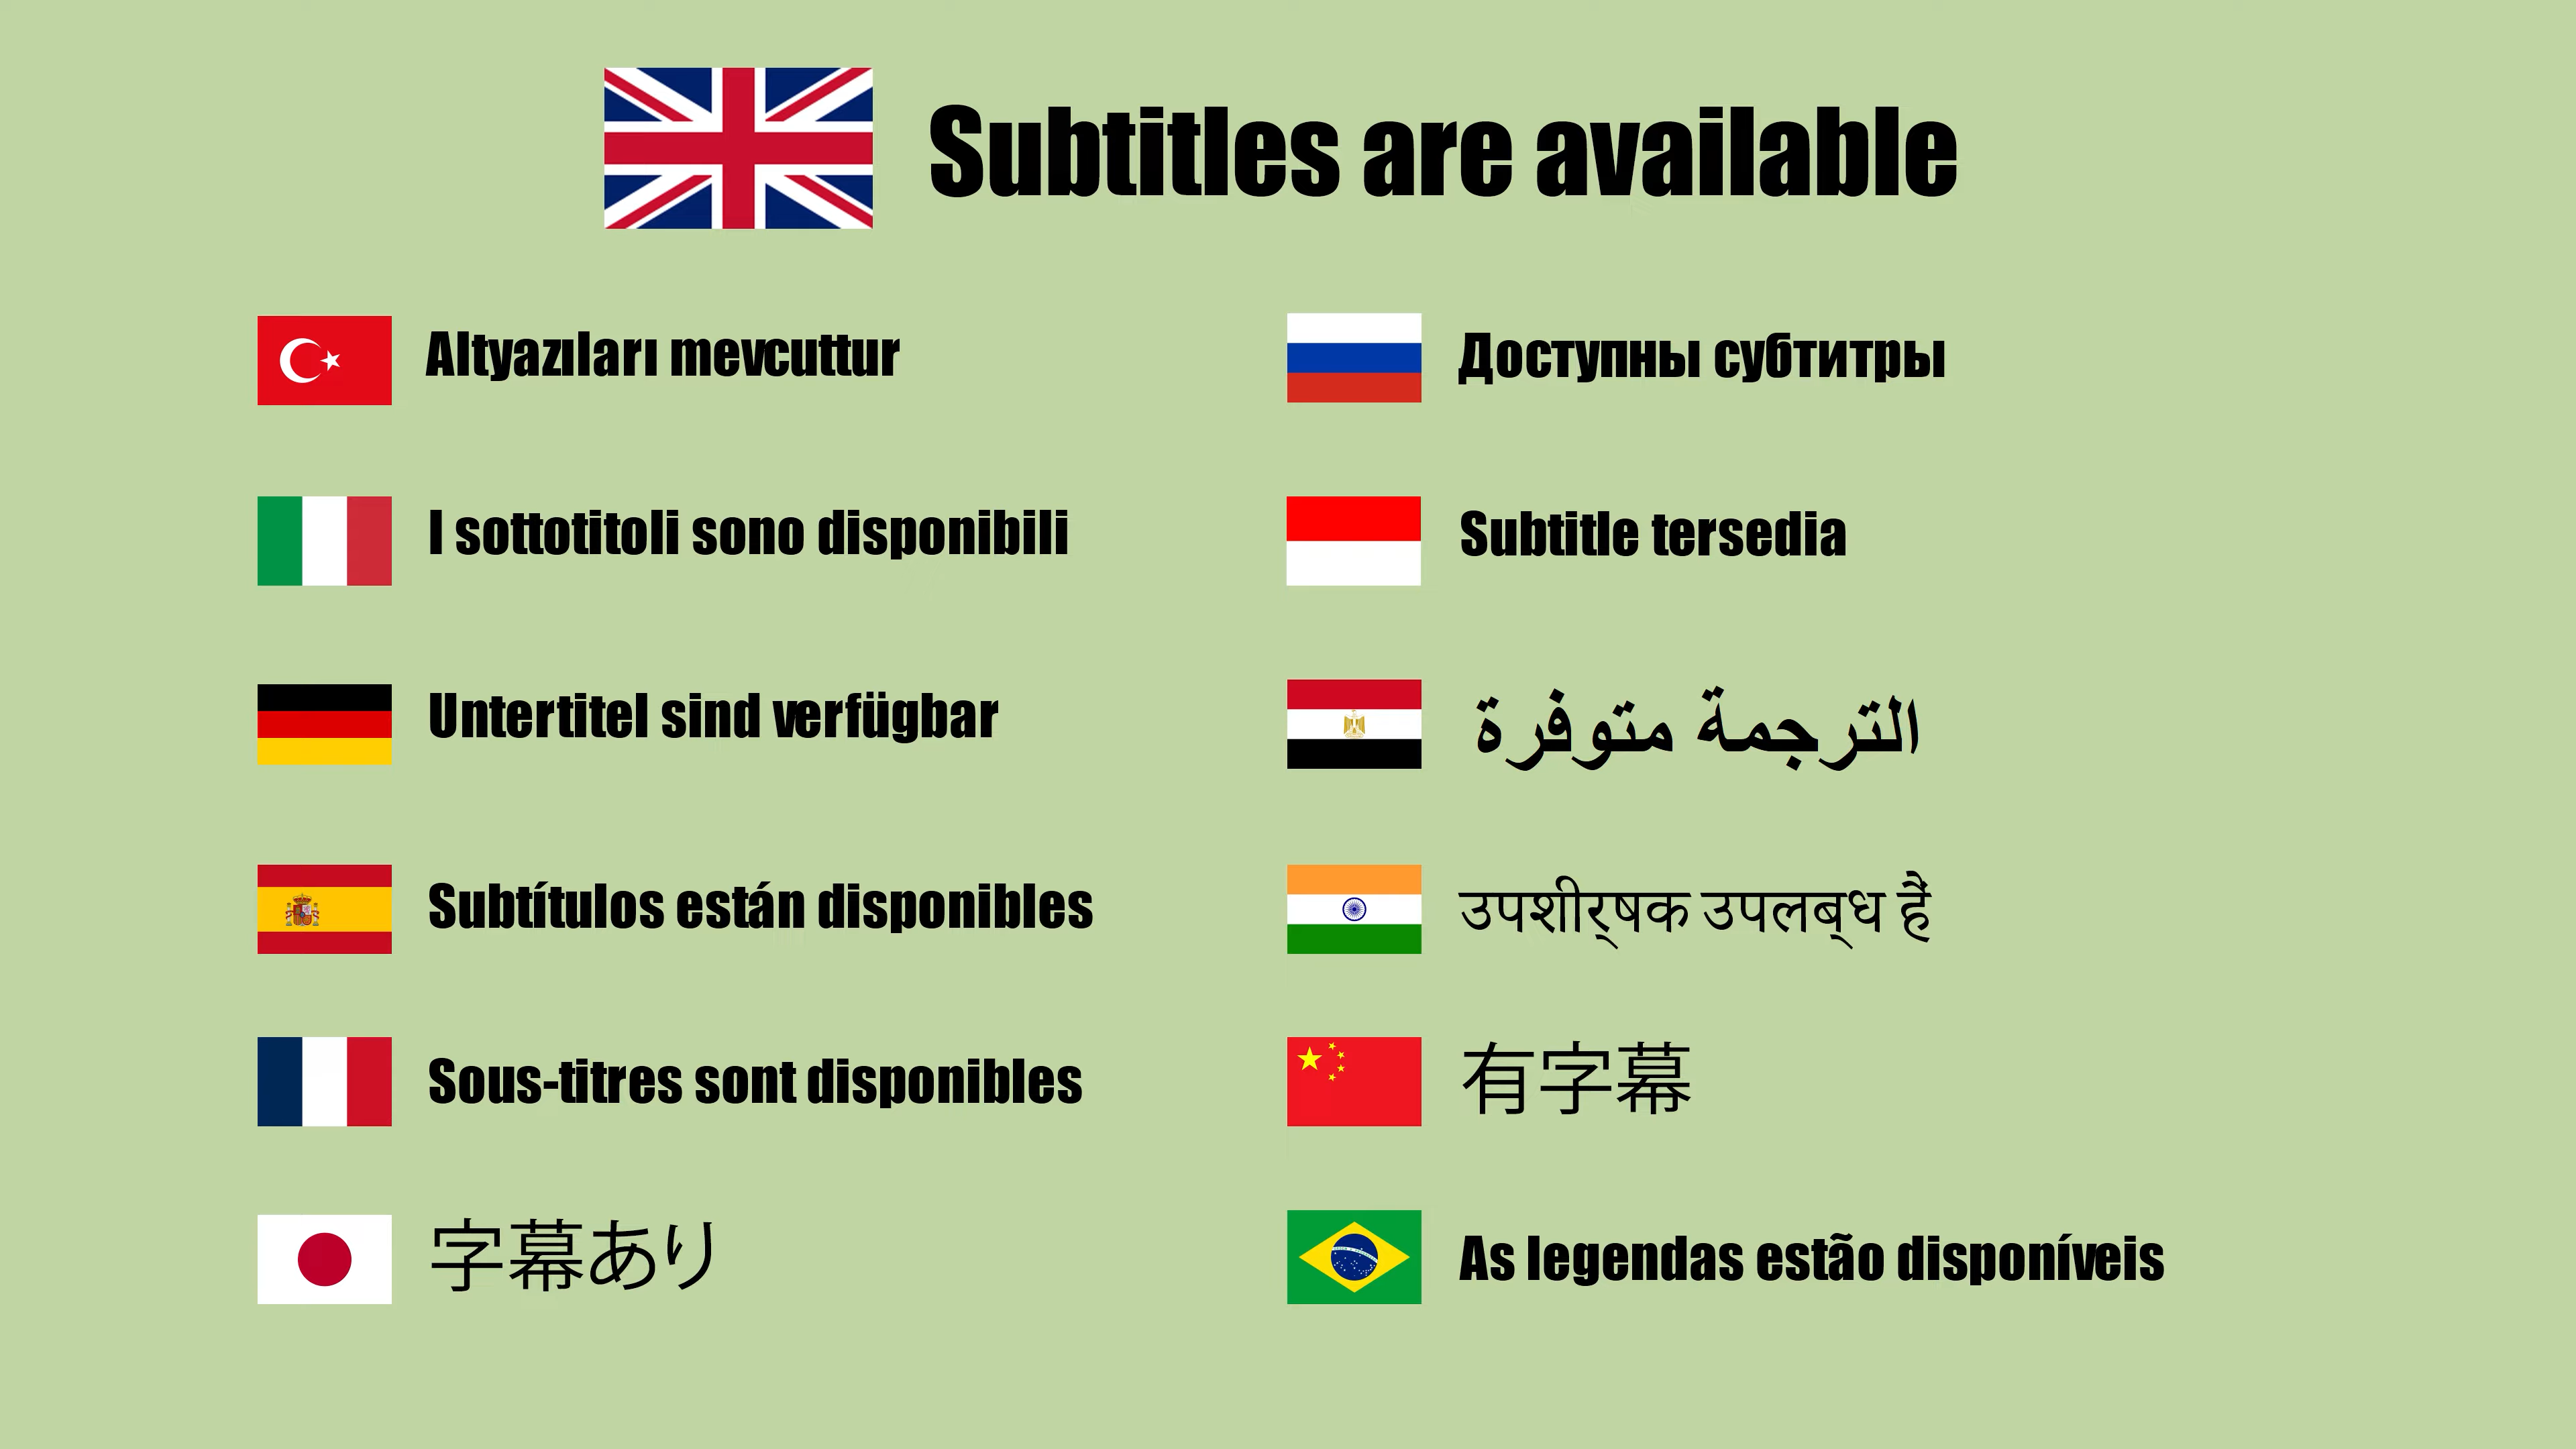 Subtitles are available
Altyazıları mevcuttur
I sottotitoli sono disponibili
Untertitel sind verfügbar
Subtítulos están disponibles
Sous-titres sont disponibles
字幕あり
Доступны субтитры
Subtitle tersedia
الترجمة متوفرة
उपशीर्‌षक उपलब्‌ध हैं
有字幕
As legendas estão disponíveis